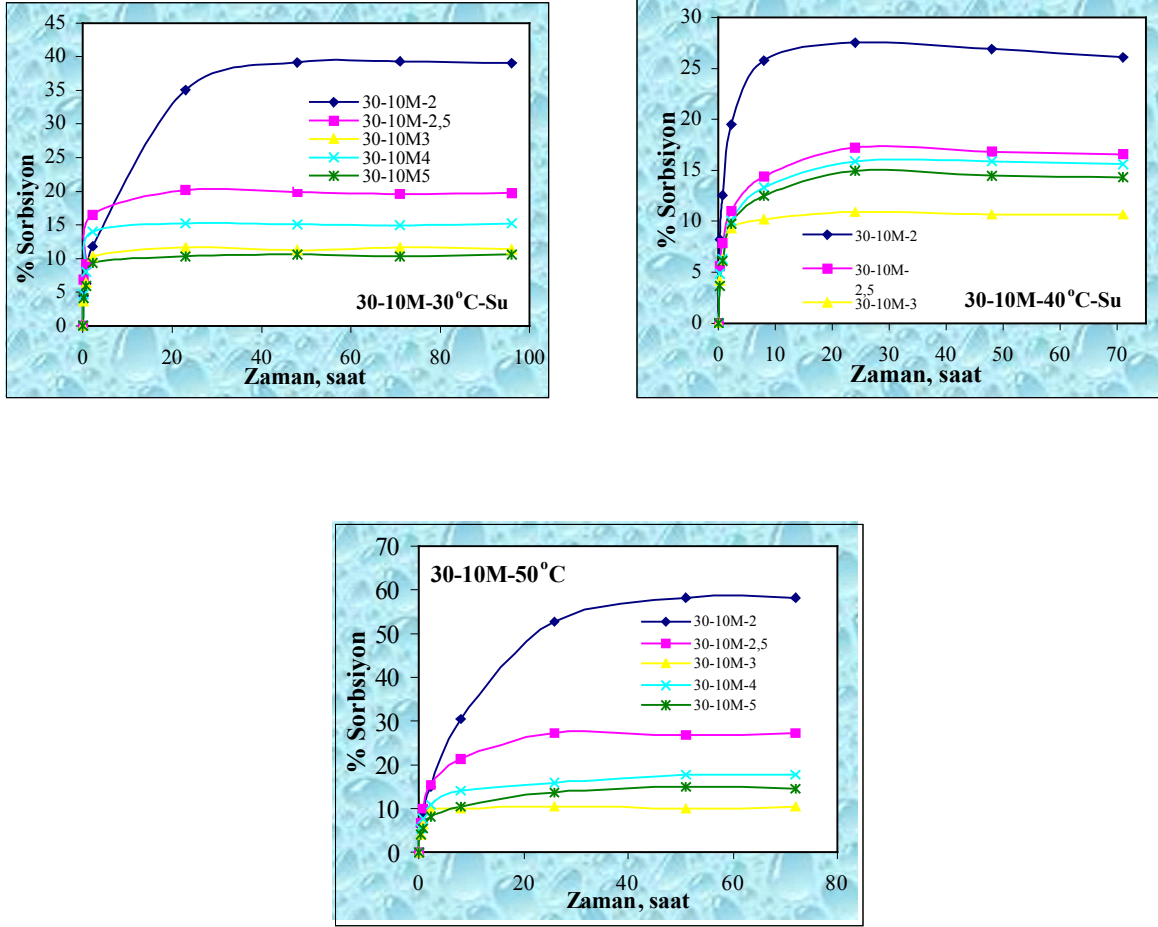 45
40
35
30
25
20
15
10
5
0
% Sorbsiyon
30-10M-2
30-10M-2,5
30-10M3
30-10M4
30-10M5
30-10M-30°C-Su
0 20 40 60 80 100
Zaman, saat
30
25
20
15
10
5
0
% Sorbsiyon
30-10M-2
30-10M-
2,5
30-10M-3
30-10M-40°C-Su
0 10 20 30 40 50 60 70
Zaman, saat
70
60
50
40
30
20
10
0
% Sorbsiyon
30-10M-50°C
30-10M-2
30-10M-2,5
30-10M-3
30-10M-4
30-10M-5
0 20 40 60 80
Zaman, saat